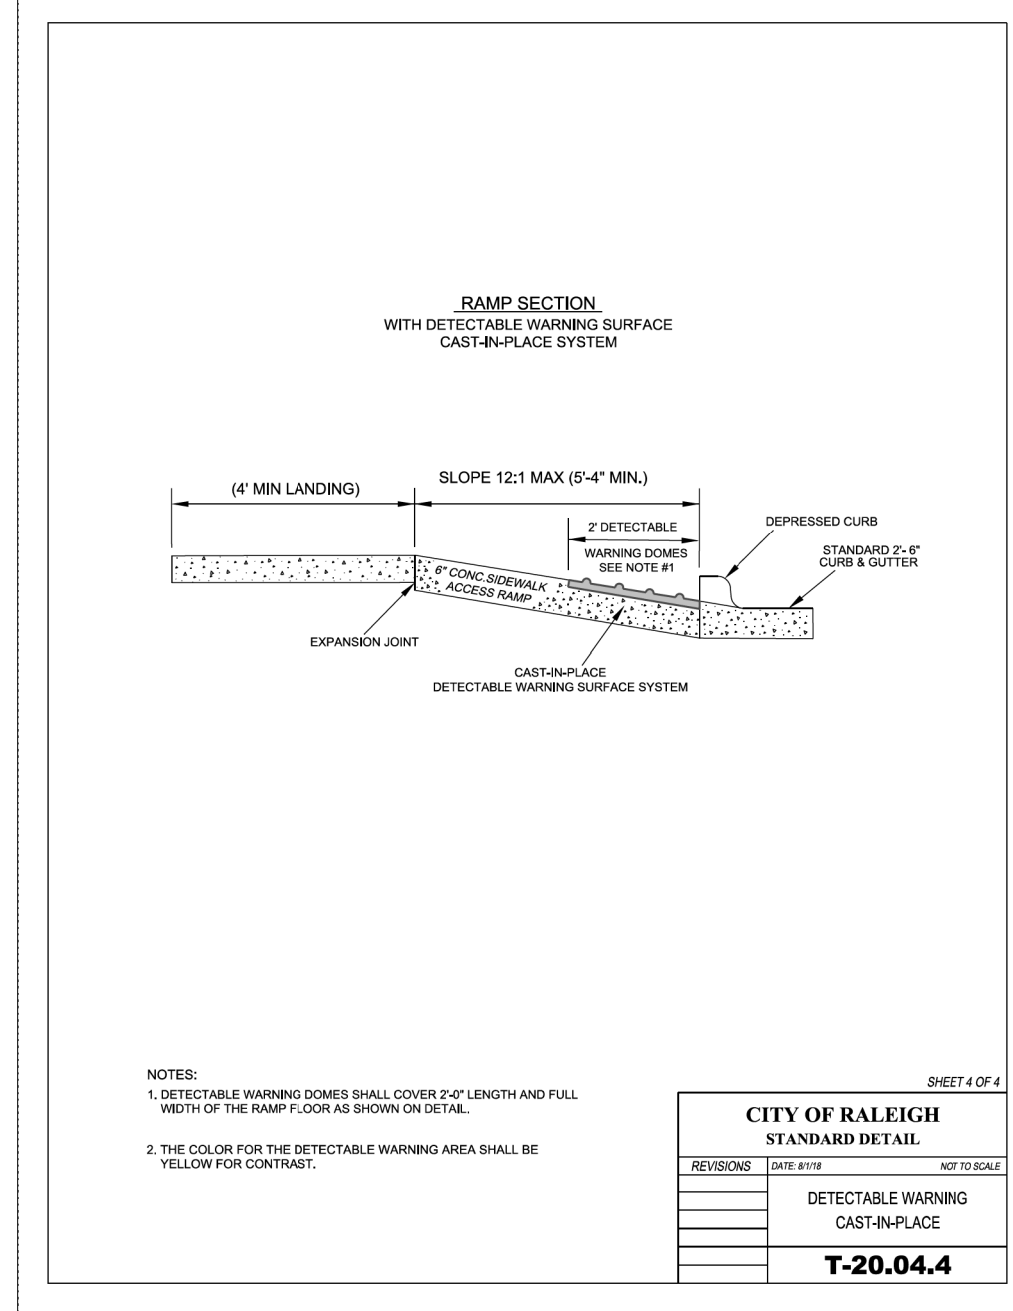 RAMP SECTION
WITH DETECTABLE WARNING SURFACE
CAST-IN-PLACE SYSTEM
(4' MIN LANDING)
SLOPE 12:1 MAX (5'-4" MIN.)
2' DETECTABLE
WARNING DOMES
SEE NOTE #1
DEPRESSED CURB
STANDARD 2'- 6"
CURB & GUTTER
6" CONC.SIDEWALK
ACCESS RAMP
EXPANSION JOINT
CAST-IN-PLACE
DETECTABLE WARNING SURFACE SYSTEM
NOTES:
1. DETECTABLE WARNING DOMES SHALL COVER 2'-0" LENGTH AND FULL
WIDTH OF THE RAMP FLOOR AS SHOWN ON DETAIL.
2. THE COLOR FOR THE DETECTABLE WARNING AREA SHALL BE
YELLOW FOR CONTRAST.
SHEET 4 OF 4
CITY OF RALEIGH
STANDARD DETAIL
REVISIONS DATE: 8/1/18 NOT TO SCALE
DETECTABLE WARNING
CAST-IN-PLACE
T-20.04.4